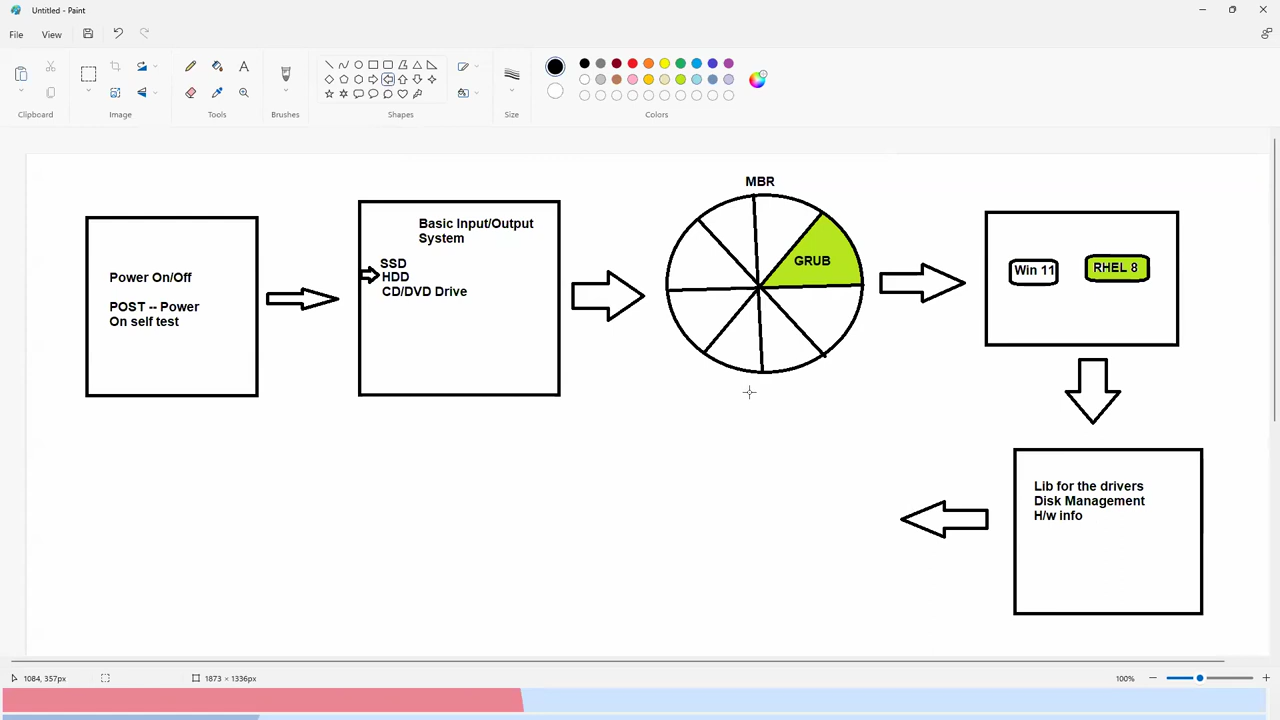 Untitled - Paint
File
View
Clipboard
Image
Tools
Brushes
Shapes
Size
Colors
Power On/Off
POST -- Power
On self test
Basic Input/Output
System
SSD
HDD
CD/DVD Drive
MBR
GRUB
Win 11
RHEL 8
Lib for the drivers
Disk Management
H/w info
1084, 357px
1873 × 1336px
100%